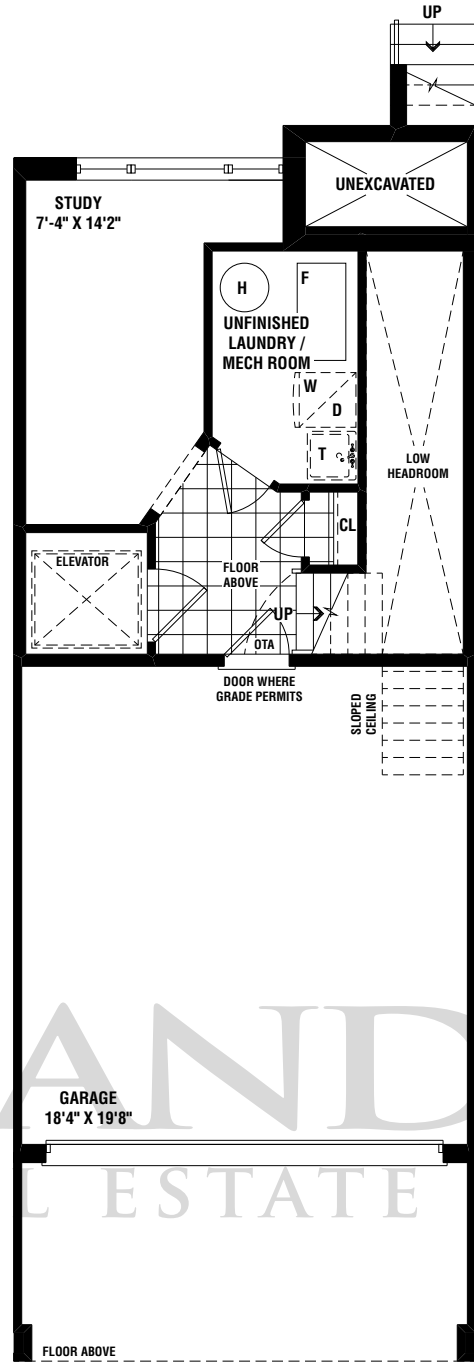 UP
UNEXCAVATED
STUDY
7'-4" X 14'2"
H
F
UNFINISHED
LAUNDRY /
MECH ROOM
W
D
T
LOW
HEADROOM
CL
ELEVATOR
FLOOR
ABOVE
UP
OTA
DOOR WHERE
GRADE PERMITS
SLOPED
CEILING
AND
GARAGE
18'4" X 19'8"
L ESTATE
FLOOR ABOVE